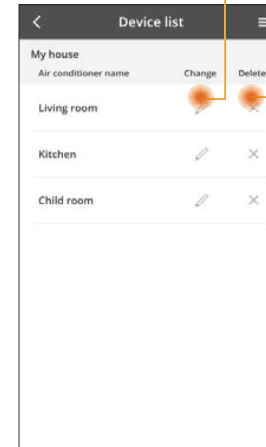 Device list
My house
Air conditioner name Change Delete
Living room
Kitchen
Child room